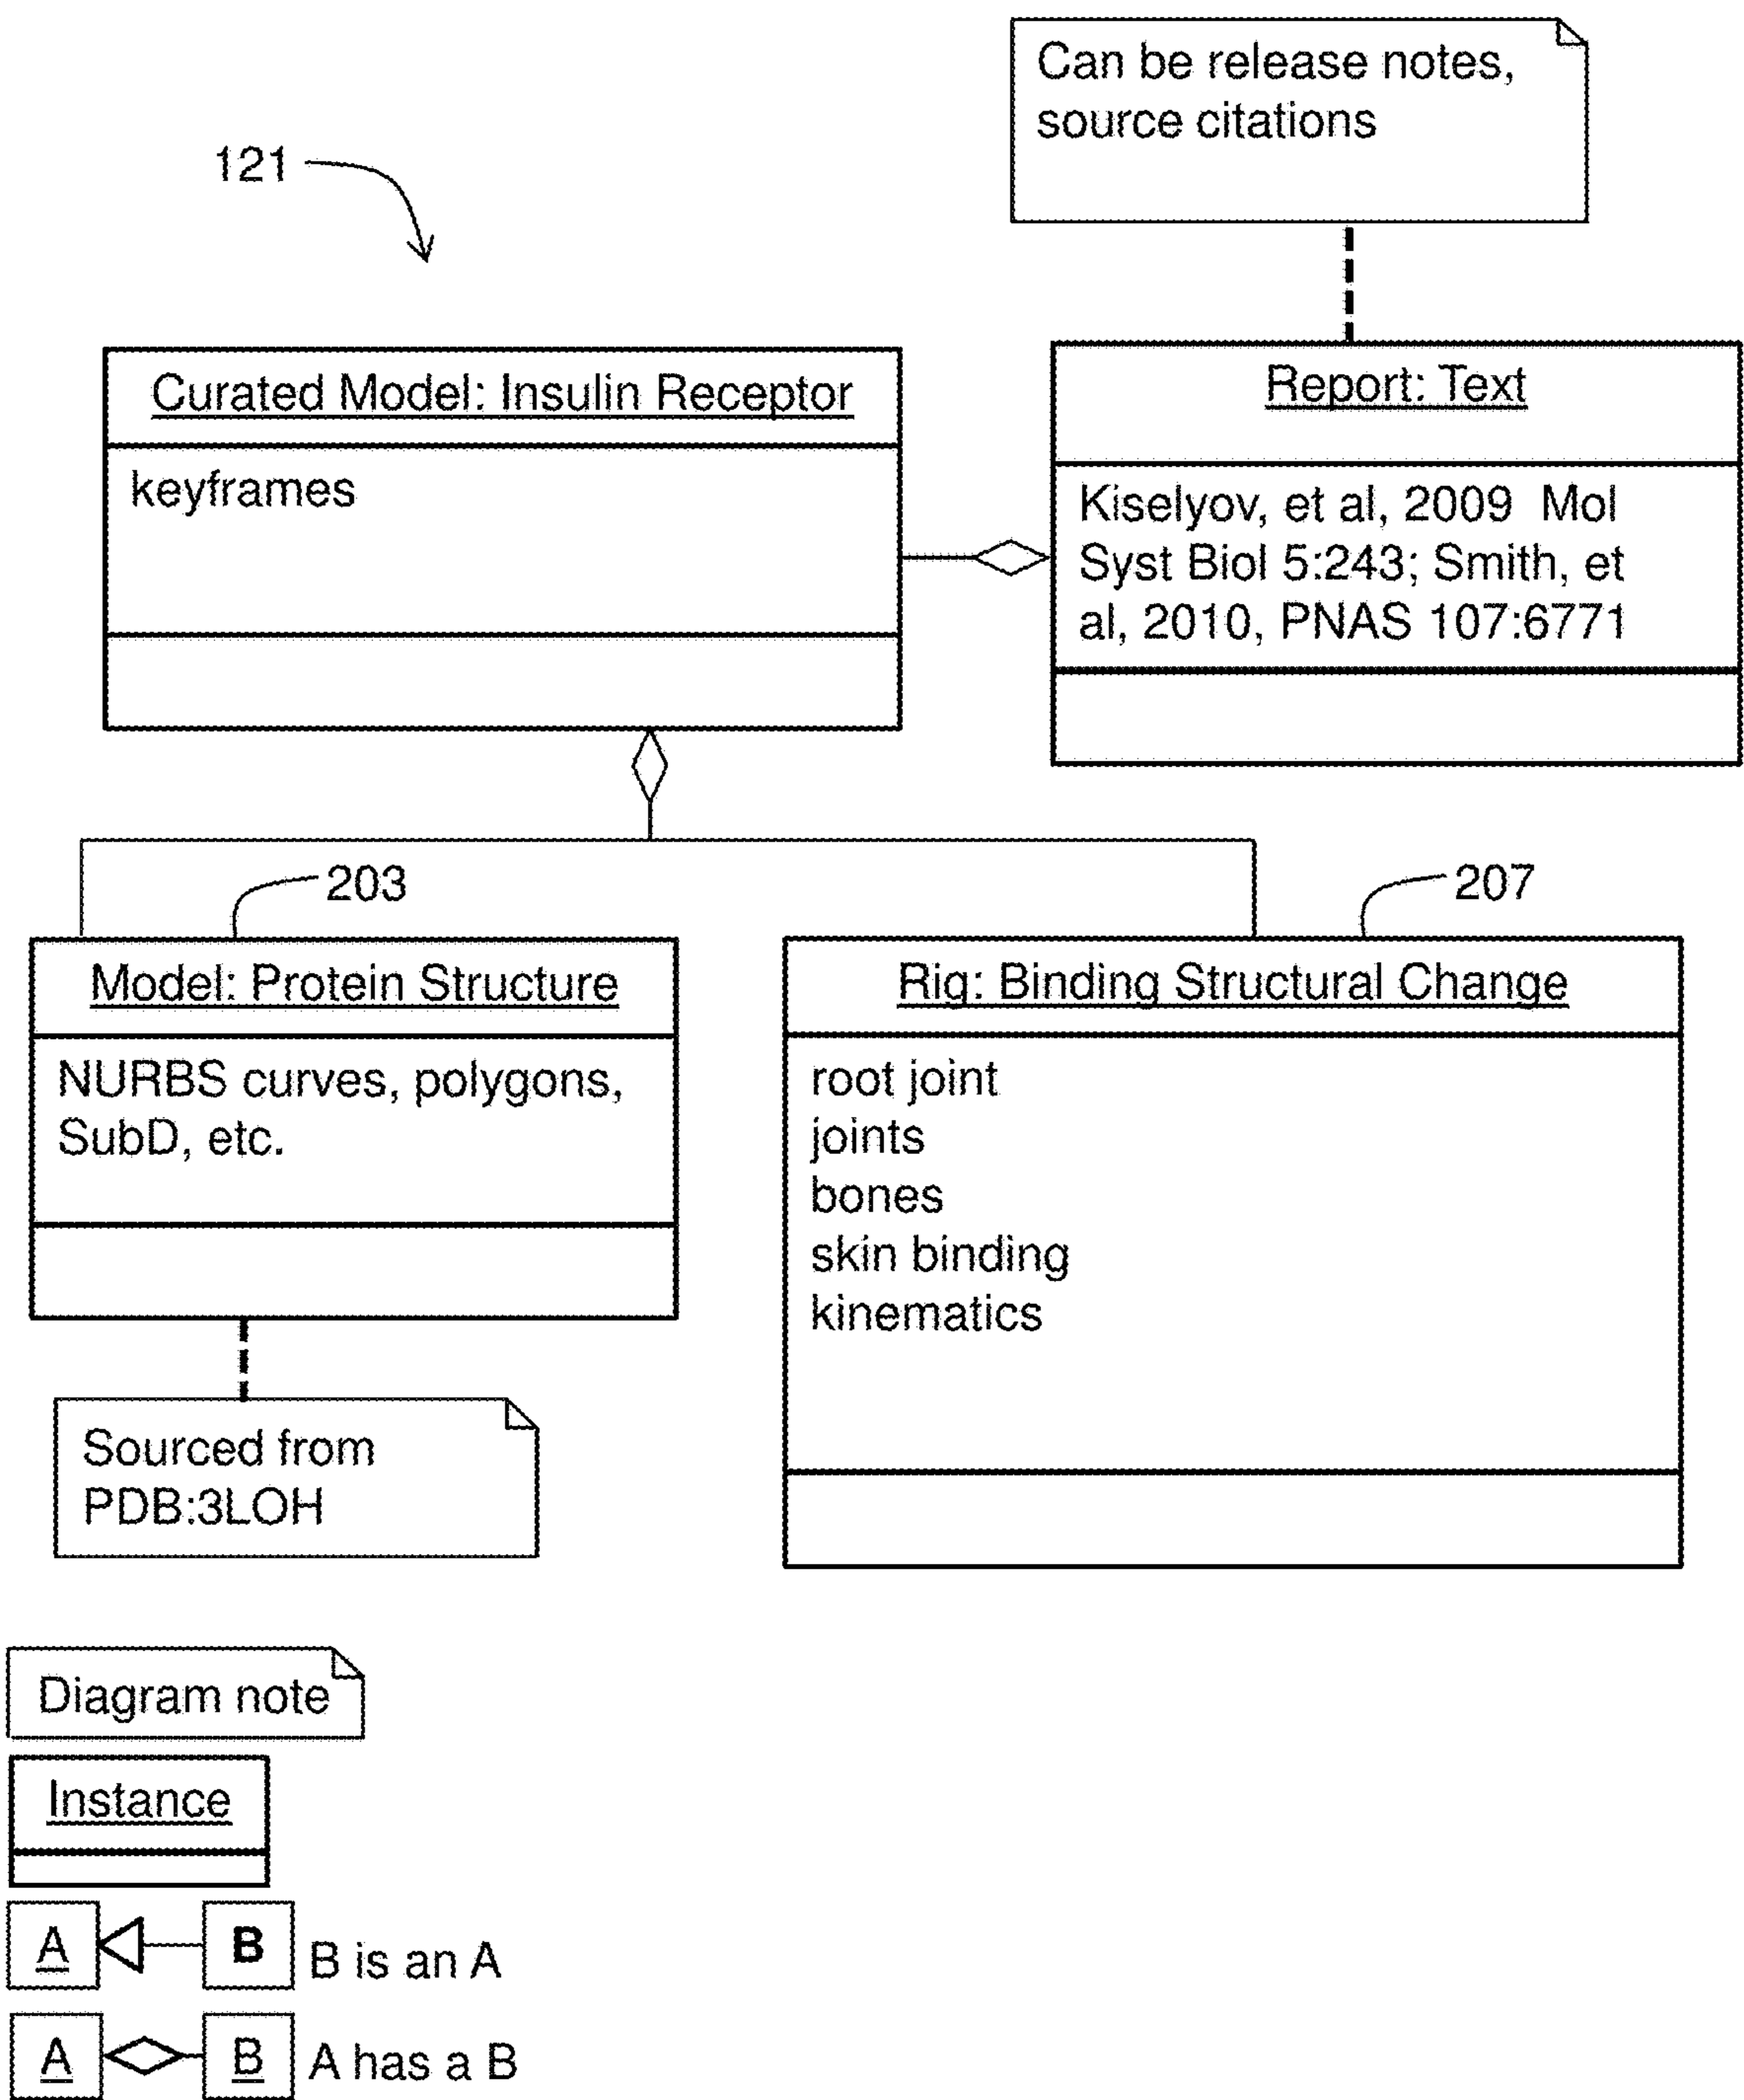 Can be release notes,
source citations
121
Curated Model: Insulin Receptor
keyframes
Report: Text
Kiselyov, et al, 2009  Mol
Syst Biol 5:243; Smith, et
al, 2010, PNAS 107:6771
203
207
Model: Protein Structure
NURBS curves, polygons,
SubD, etc.
Rig: Binding Structural Change
root joint
joints
bones
skin binding
kinematics
Sourced from
PDB:3LOH
Diagram note
Instance
A B B is an A
A B A has a B